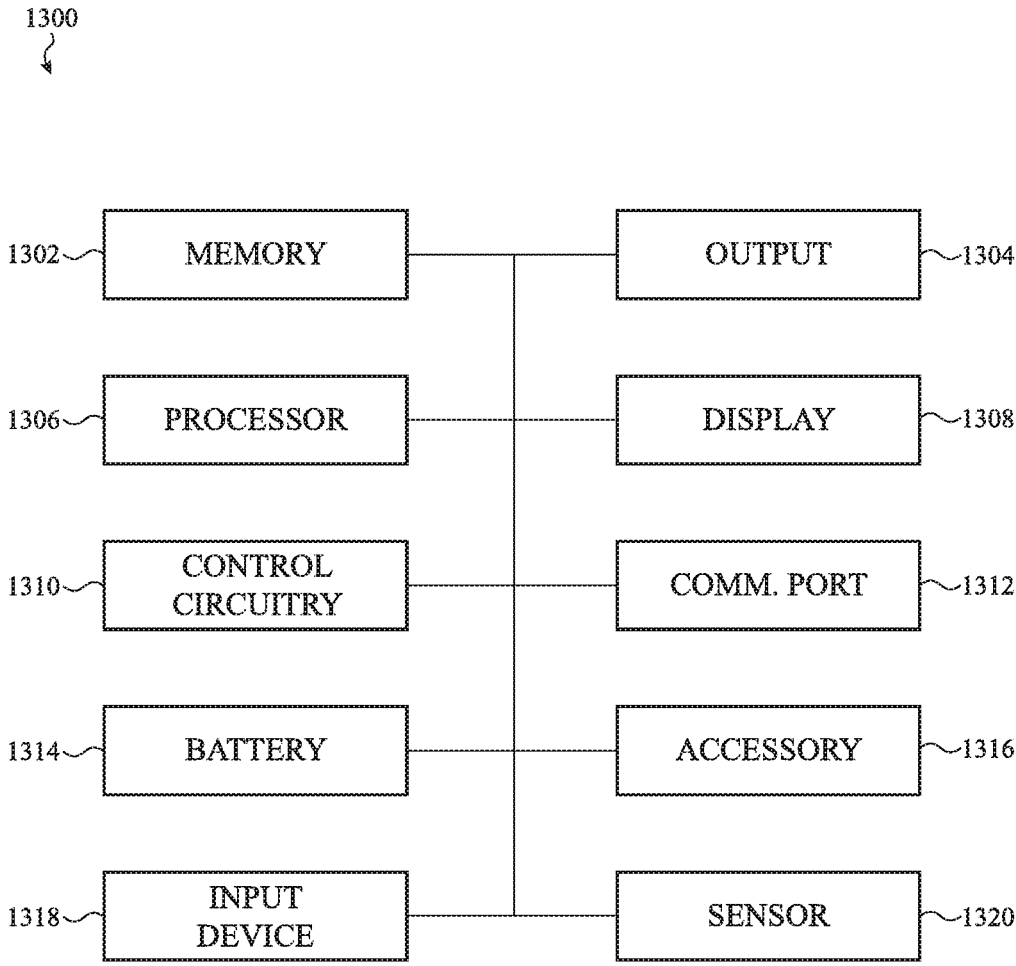 1300
1302 MEMORY OUTPUT 1304
1306 PROCESSOR DISPLAY 1308
1310 CONTROL
CIRCUITRY COMM. PORT 1312
1314 BATTERY ACCESSORY 1316
1318 INPUT
DEVICE SENSOR 1320